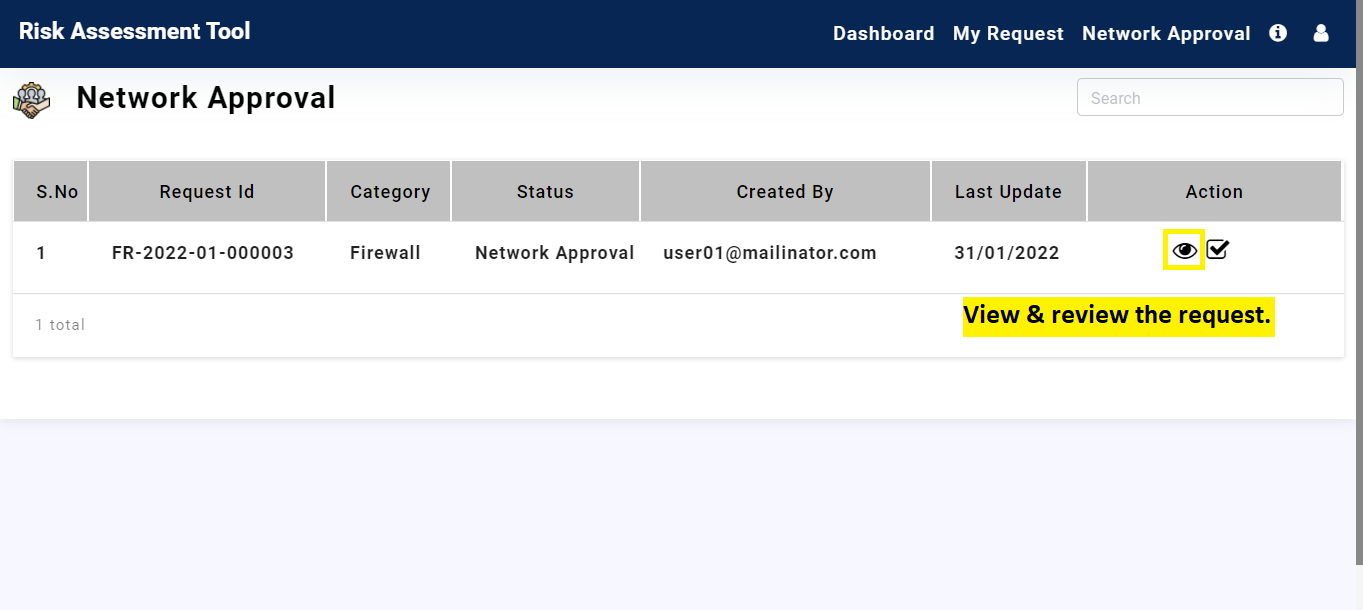 Risk Assessment Tool
Dashboard My Request Network Approval
Network Approval
Search
S.No Request Id Category Status Created By Last Update Action
1 FR-2022-01-000003 Firewall Network Approval user01@mailinator.com 31/01/2022
View & review the request.
1 total